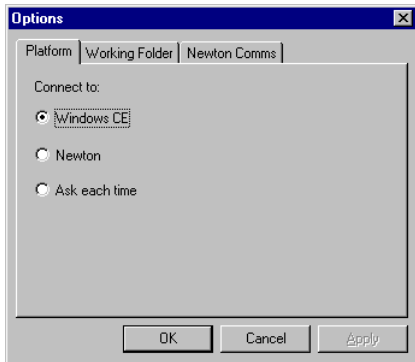 Options
Platform Working Folder Newton Comms
Connect to:
Windows CE
Newton
Ask each time
OK Cancel Apply